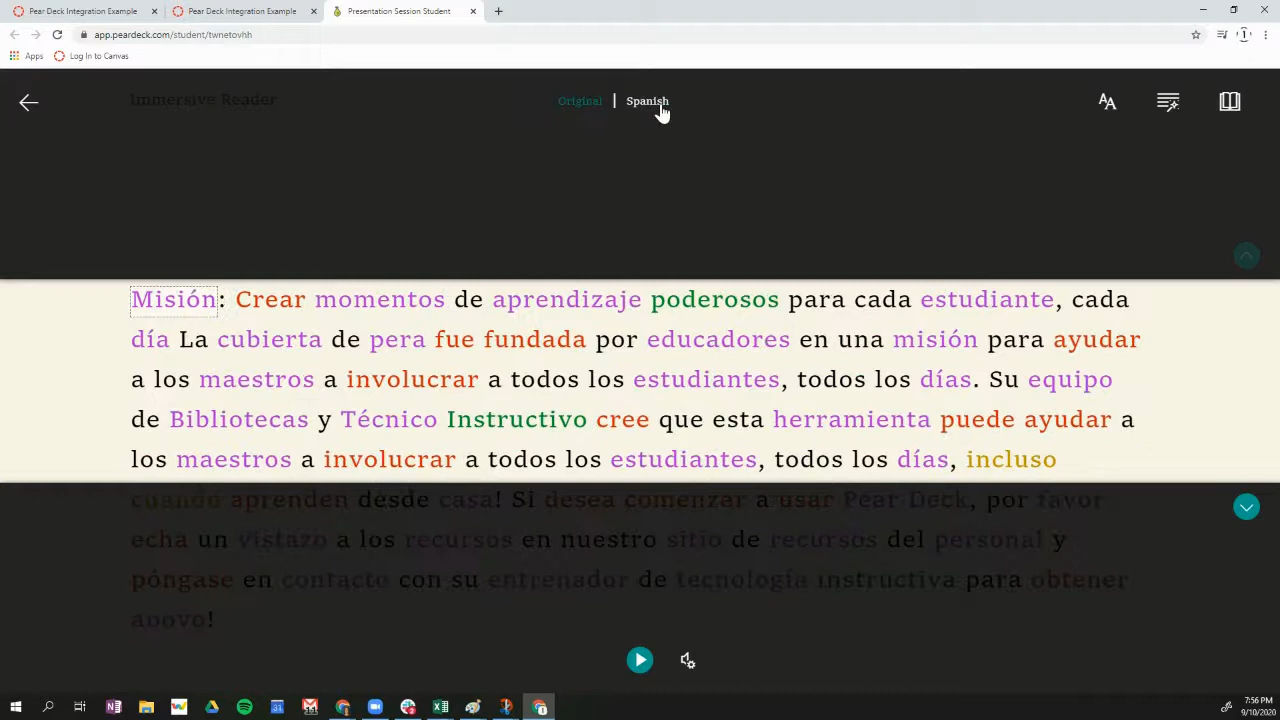 Pear Deck Integration Example
Pear Deck Integration Example
Presentation Session Student
app.peardeck.com/student/twnetovhh
Apps
Log In to Canvas
Immersive Reader
Original | Spanish
Misión: Crear momentos de aprendizaje poderosos para cada estudiante, cada
día La cubierta de pera fue fundada por educadores en una misión para ayudar
a los maestros a involucrar a todos los estudiantes, todos los días. Su equipo
de Bibliotecas y Técnico Instructivo cree que esta herramienta puede ayudar a
los maestros a involucrar a todos los estudiantes, todos los días, incluso
cuando aprenden desde casa! Si desea comenzar a usar Pear Deck, por favor
echa un vistazo a los recursos en nuestro sitio de recursos del personal y
póngase en contacto con su entrenador de tecnología instructiva para obtener
apoyo!
7:56 PM
9/10/2020